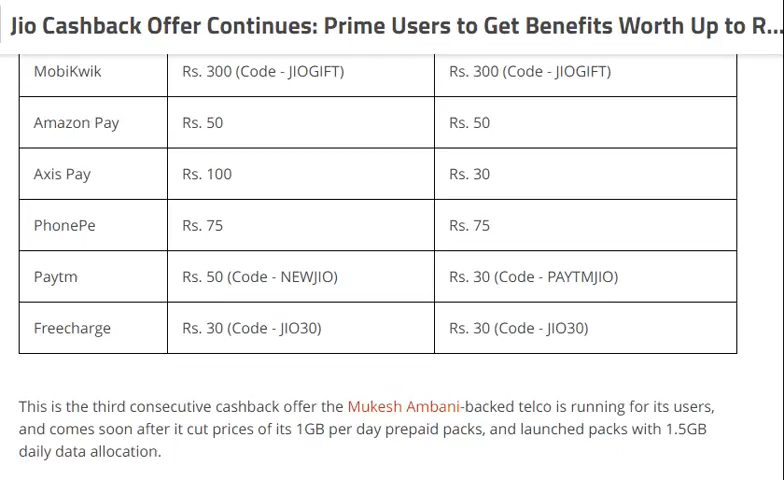 Jio Cashback Offer Continues: Prime Users to Get Benefits Worth Up to R...
MobiKwik Rs. 300 (Code - JIOGIFT) Rs. 300 (Code - JIOGIFT)
Amazon Pay Rs. 50 Rs. 50
Axis Pay Rs. 100 Rs. 30
PhonePe Rs. 75 Rs. 75
Paytm Rs. 50 (Code - NEWJIO) Rs. 30 (Code - PAYTMJIO)
Freecharge Rs. 30 (Code - JIO30) Rs. 30 (Code - JIO30)
This is the third consecutive cashback offer the Mukesh Ambani-backed telco is running for its users,
and comes soon after it cut prices of its 1GB per day prepaid packs, and launched packs with 1.5GB
daily data allocation.